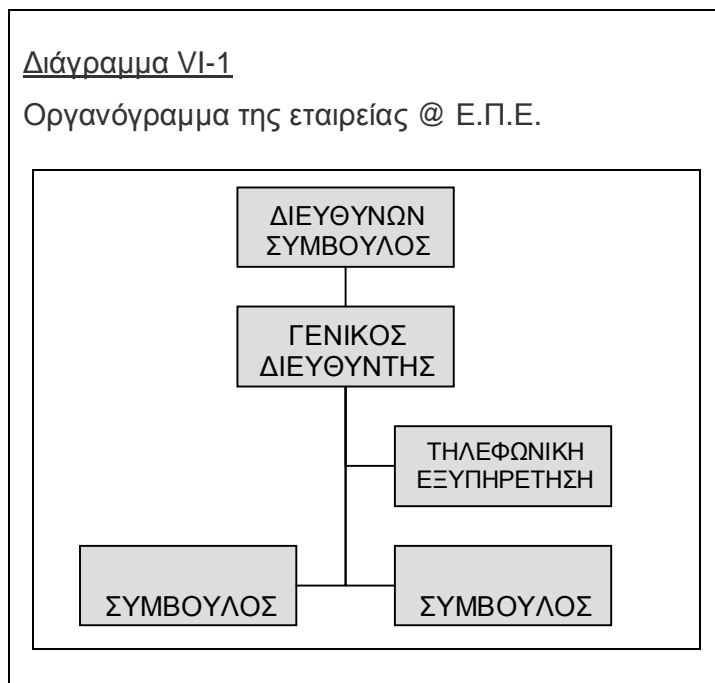 Διάγραμμα VI-1
Οργανόγραμμα της εταιρείας @ Ε.Π.Ε.
ΔΙΕΥΘΥΝΩΝ
ΣΥΜΒΟΥΛΟΣ
ΓΕΝΙΚΟΣ
ΔΙΕΥΘΥΝΤΗΣ
ΤΗΛΕΦΩΝΙΚΗ
ΕΞΥΠΗΡΕΤΗΣΗ
ΣΥΜΒΟΥΛΟΣ
ΣΥΜΒΟΥΛΟΣ